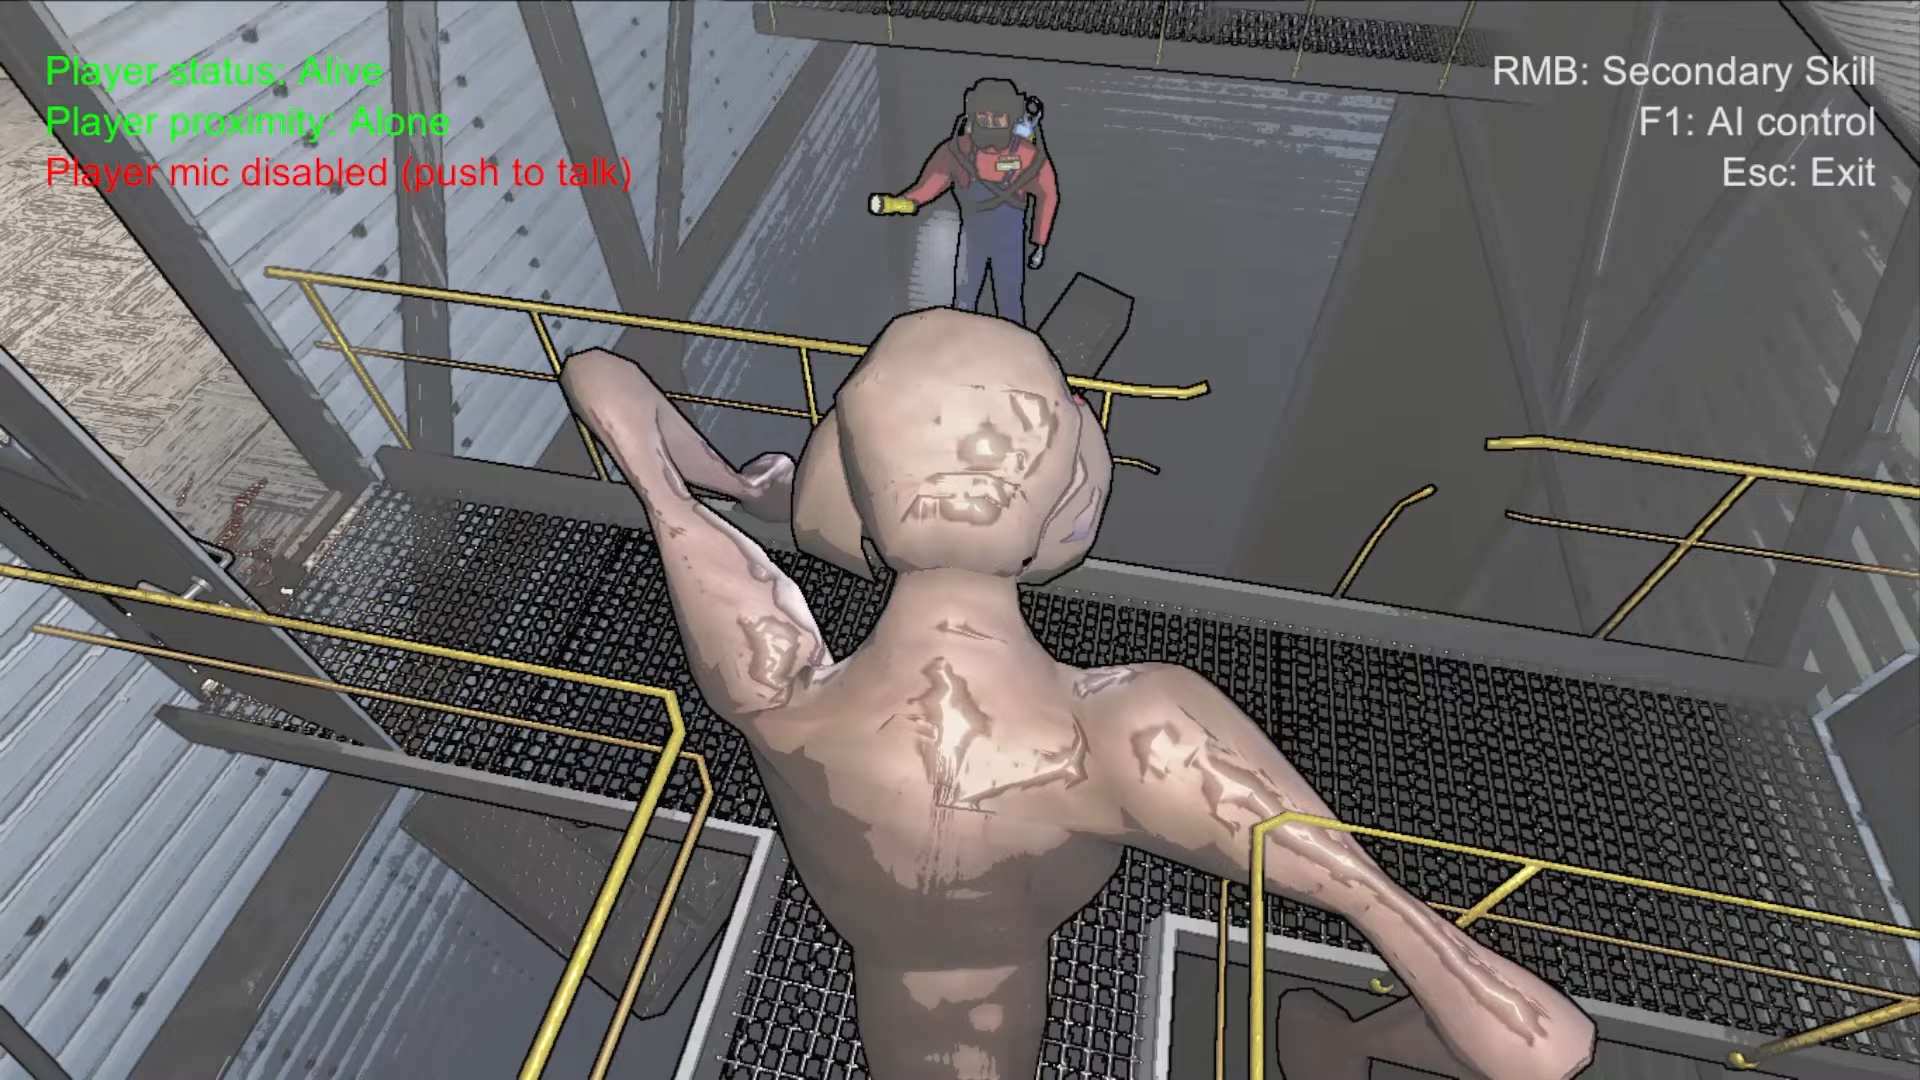 Player status: Alive
Player proximity: Alone
Player mic disabled (push to talk)
RMB: Secondary Skill
F1: AI control
Esc: Exit